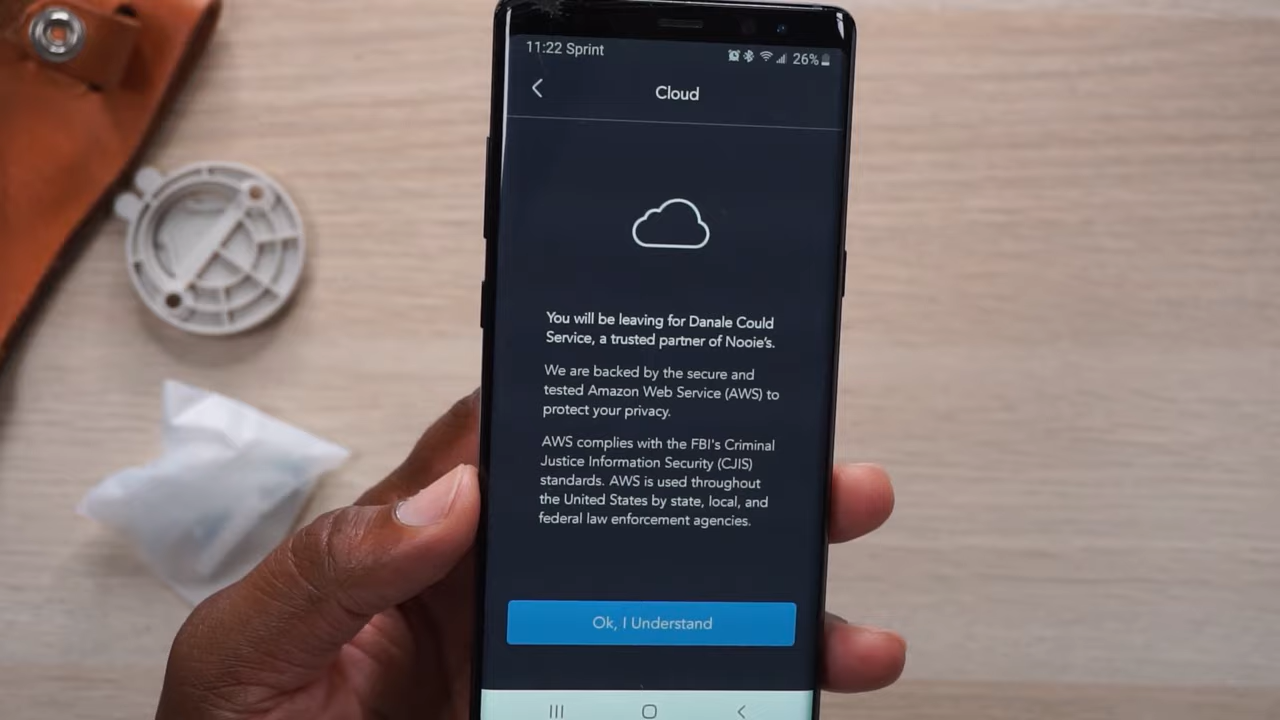 11:22 Sprint
26%
Cloud
You will be leaving for Danale Could
Service, a trusted partner of Nooie's.
We are backed by the secure and
tested Amazon Web Service (AWS) to
protect your privacy.
AWS complies with the FBI's Criminal
Justice Information Security (CJIS)
standards. AWS is used throughout
the United States by state, local, and
federal law enforcement agencies.
Ok, I Understand